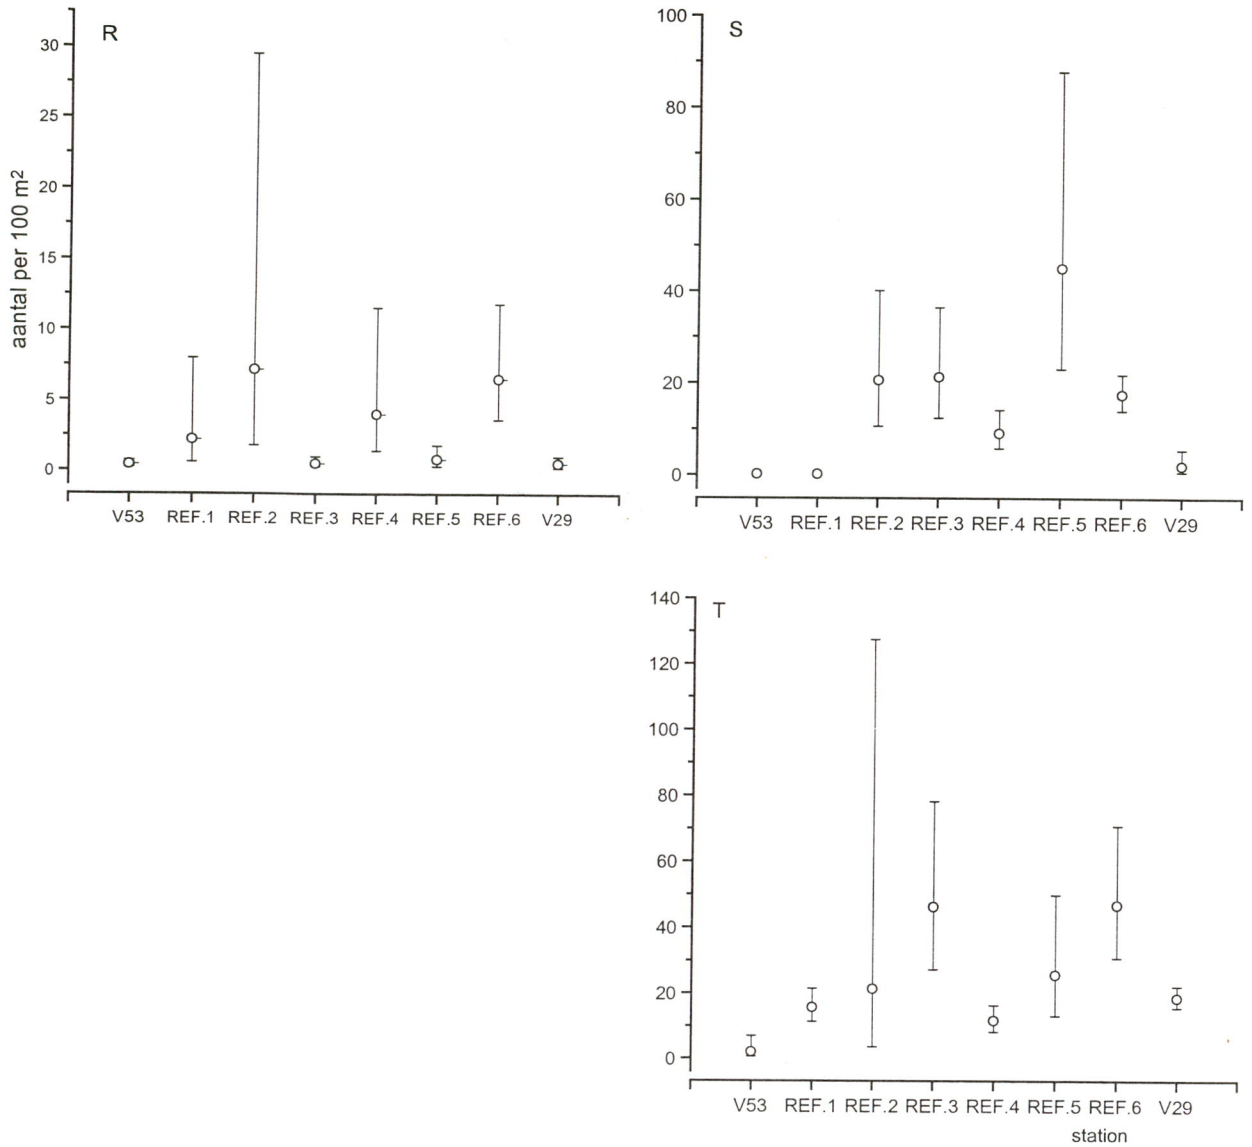 R
aantal per 100 m²
30
25
20
15
10
5
0
V53 REF.1 REF.2 REF.3 REF.4 REF.5 REF.6 V29
S
100
80
60
40
20
0
V53 REF.1 REF.2 REF.3 REF.4 REF.5 REF.6 V29
T
140
120
100
80
60
40
20
0
V53 REF.1 REF.2 REF.3 REF.4 REF.5 REF.6 V29
station